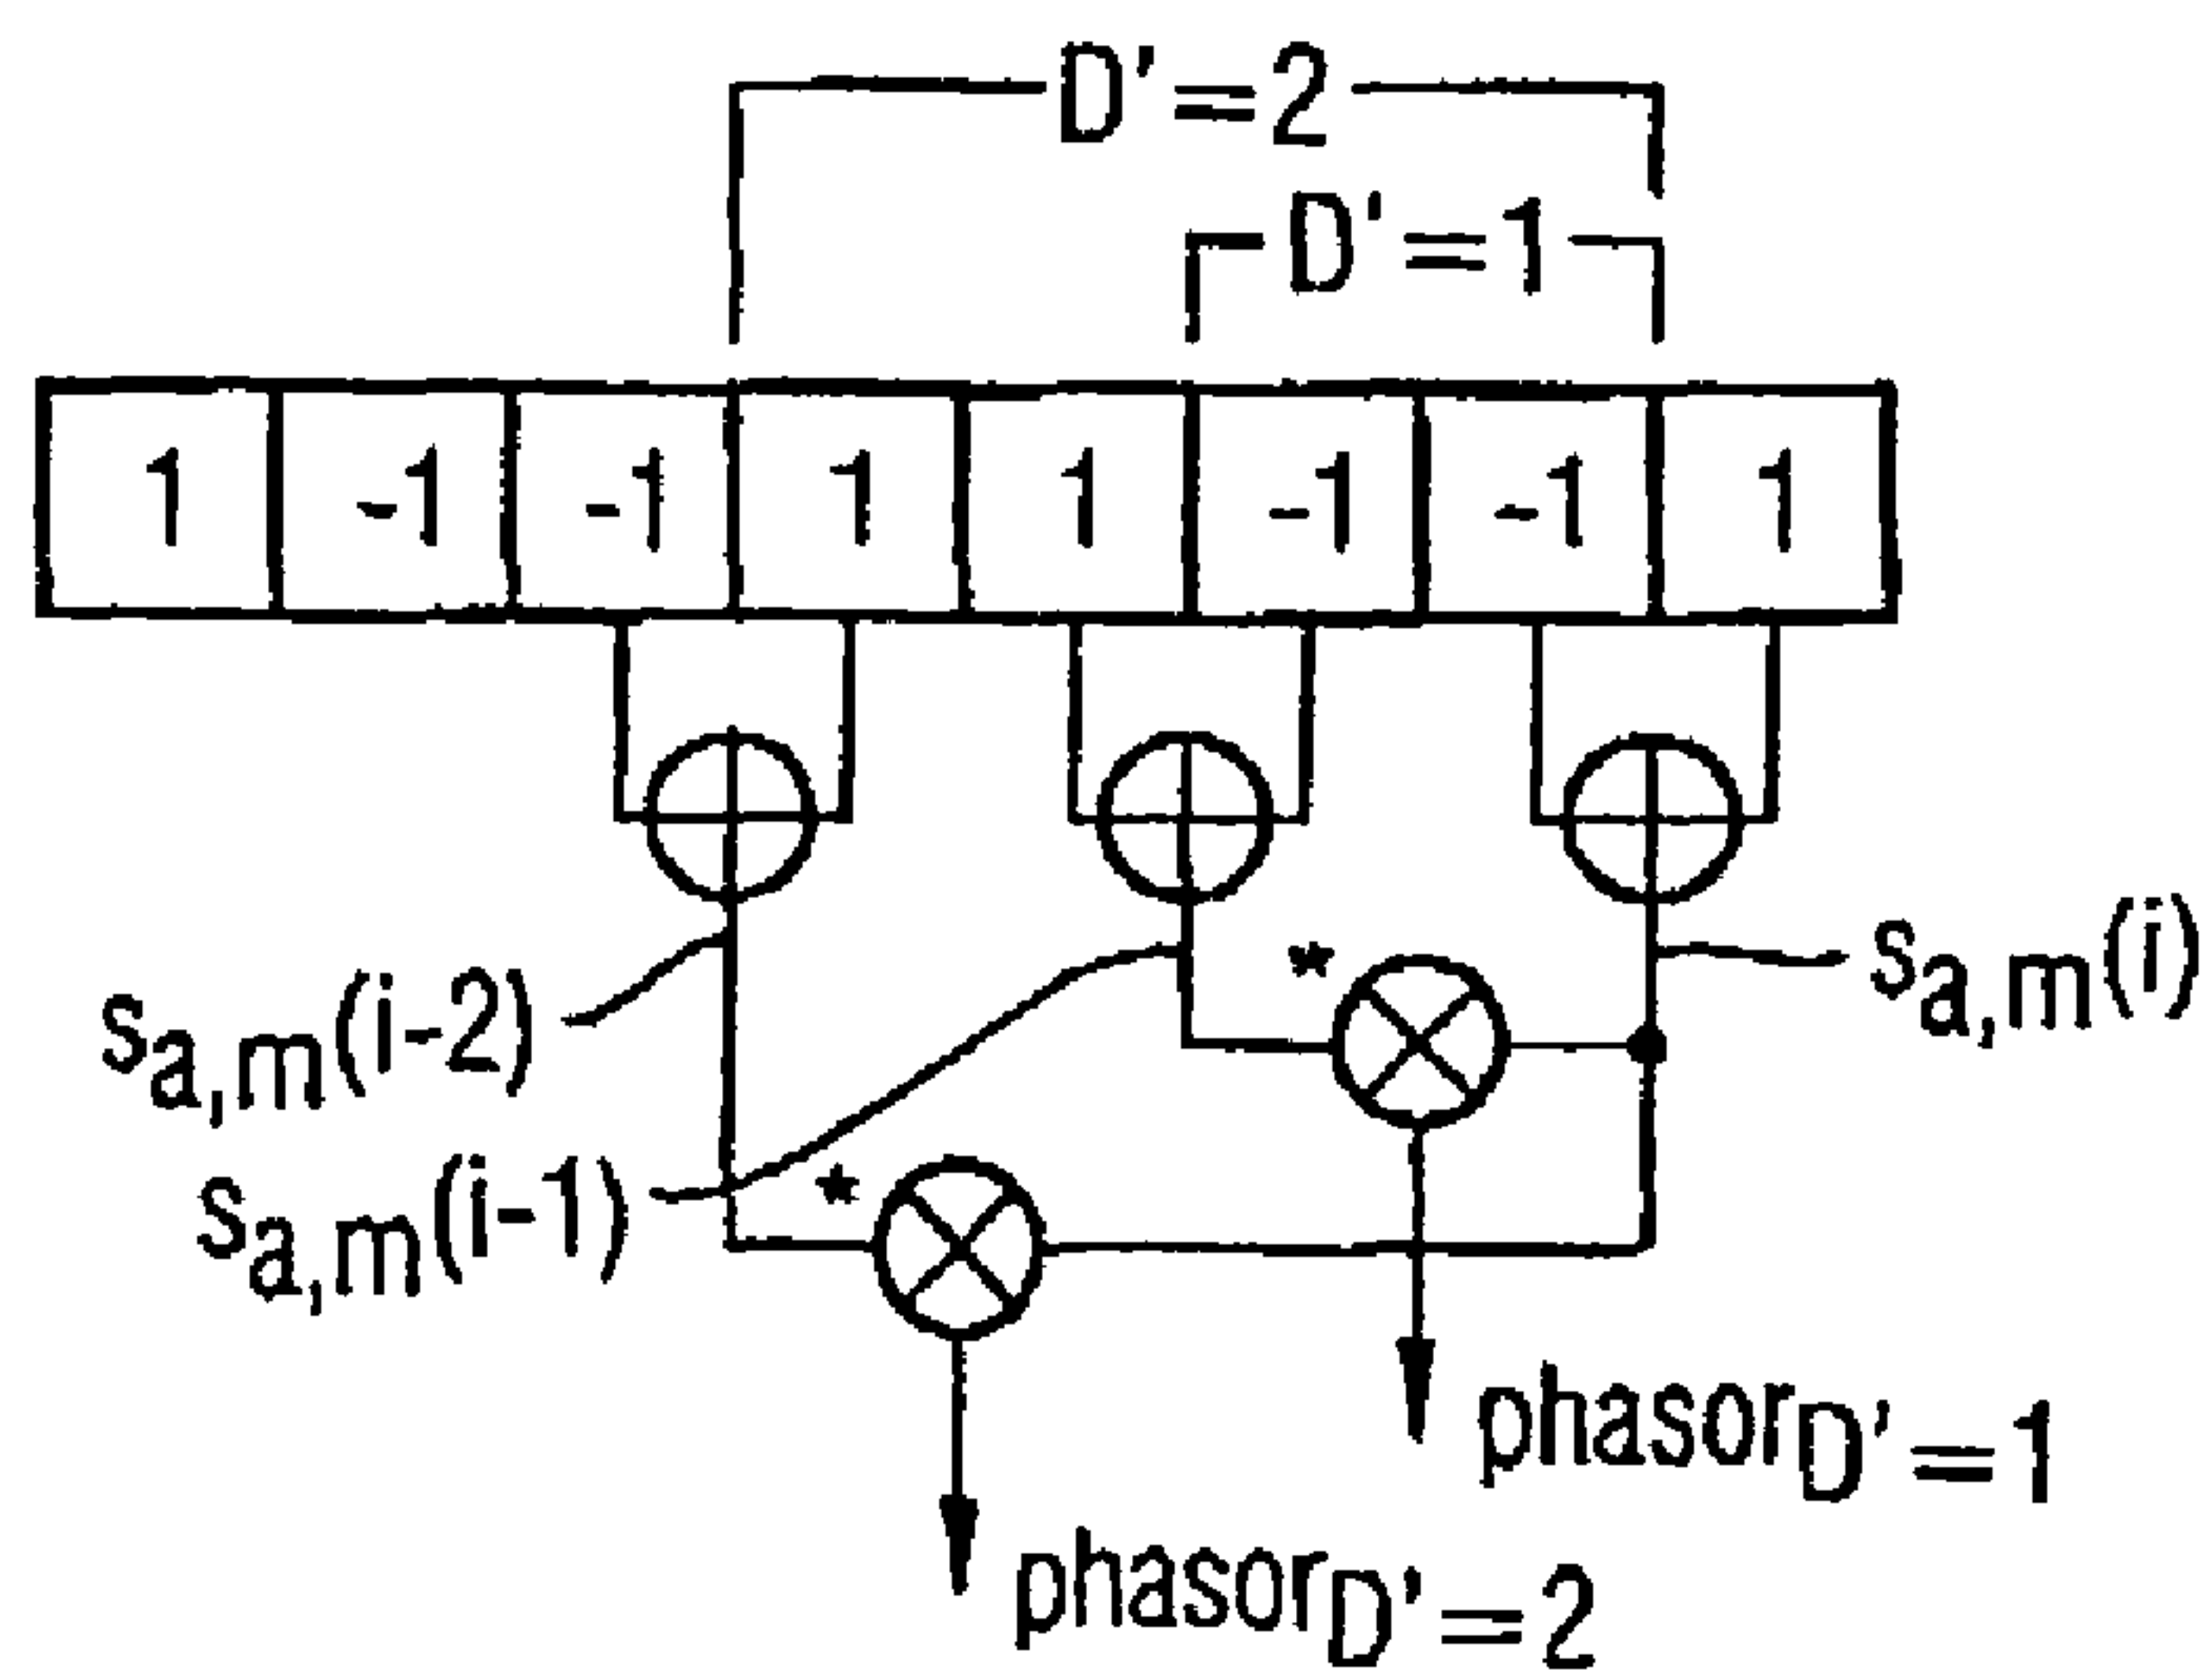 D'=2
D'=1
1 -1 -1 1 1 -1 -1 1
* s_a,m(i)
s_a,m(i-2)
s_a,m(i-1) *
phasor_D'=1
phasor_D'=2